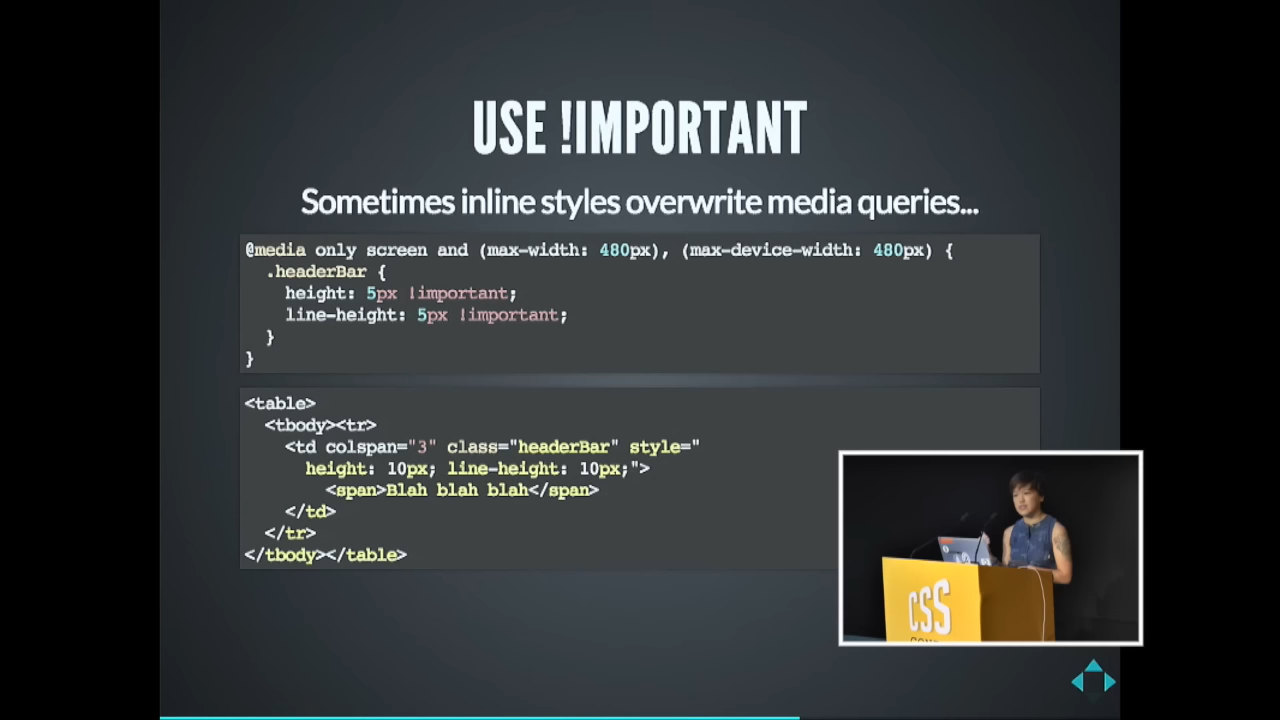 USE !IMPORTANT
Sometimes inline styles overwrite media queries...
@media only screen and (max-width: 480px), (max-device-width: 480px) {
  .headerBar {
    height: 5px !important;
    line-height: 5px !important;
  }
}
<table>
  <tbody><tr>
    <td colspan="3" class="headerBar" style="
      height: 10px; line-height: 10px;">
        <span>Blah blah blah</span>
    </td>
  </tr>
</tbody></table>
CSS